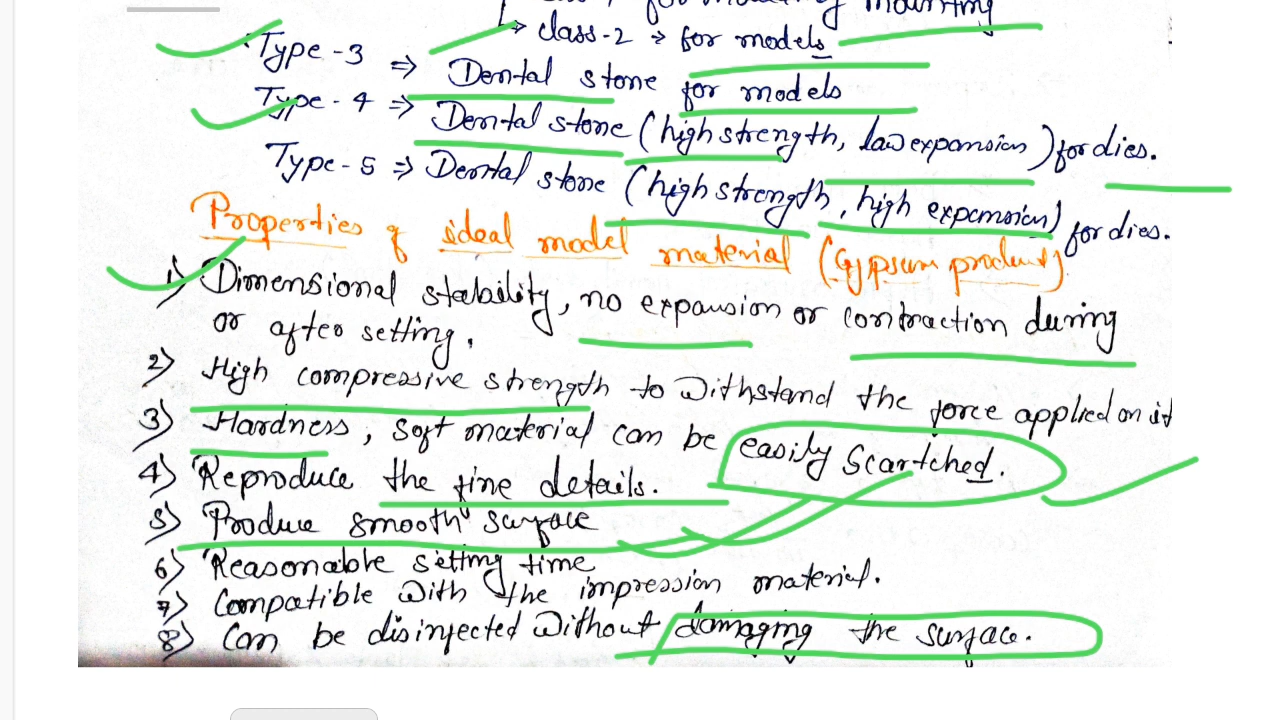 for mounting
↳ class-2 → for models
Type-3 ⇒ Dental stone for models
Type-4 ⇒ Dental stone (high strength, low expansion) for dies.
Type-5 ⇒ Dental stone (high strength, high expansion) for dies.
Properties of ideal model material (Gypsum product)
1) Dimensional stability, no expansion or contraction during
or after setting.
2) High compressive strength to withstand the force applied on it
3) Hardness, soft material can be easily Scartched.
4) Reproduce the fine details.
5) Produce smooth surface
6) Reasonable setting time
7) Compatible with the impression material.
8) Can be disinfected without damaging the surface.